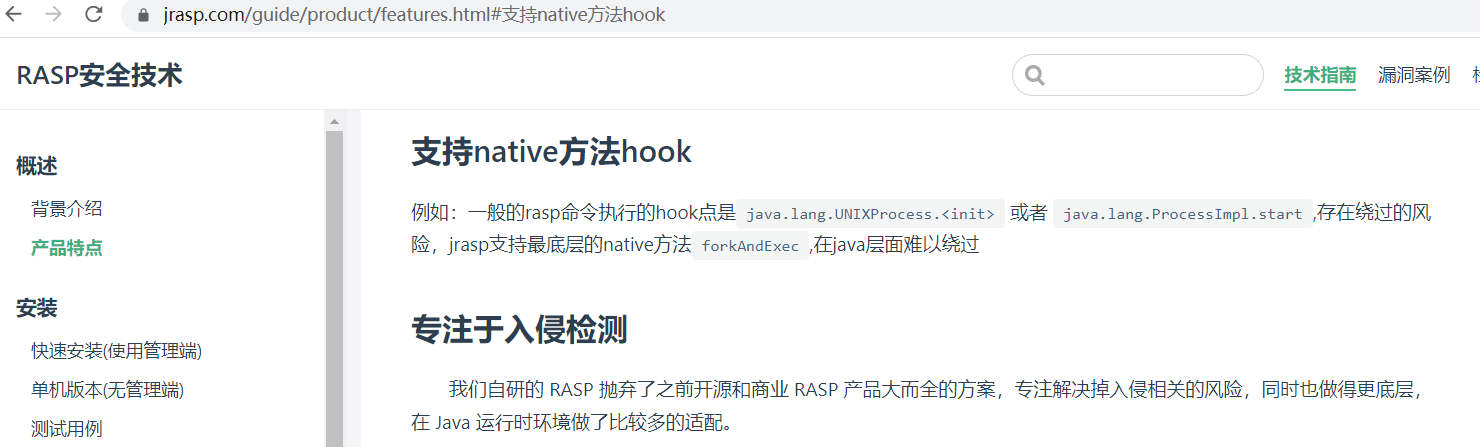 jrasp.com/guide/product/features.html#支持native方法hook
RASP安全技术
技术指南 漏洞案例
概述
背景介绍
产品特点
安装
快速安装(使用管理端)
单机版本(无管理端)
测试用例
支持native方法hook
例如：一般的rasp命令执行的hook点是 java.lang.UNIXProcess.<init> 或者 java.lang.ProcessImpl.start ,存在绕过的风
险，jrasp支持最底层的native方法 forkAndExec ,在java层面难以绕过
专注于入侵检测
我们自研的 RASP 抛弃了之前开源和商业 RASP 产品大而全的方案，专注解决掉入侵相关的风险，同时也做得更底层，
在 Java 运行时环境做了比较多的适配。